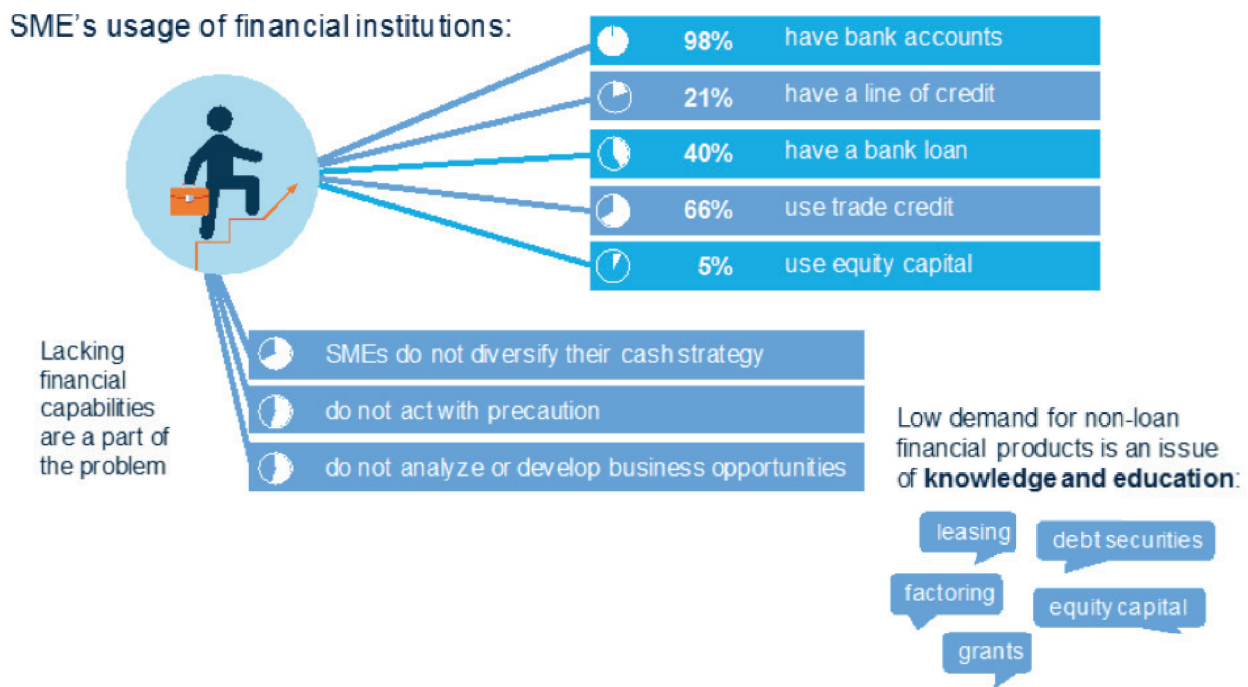 SME's usage of financial institutions:
98% have bank accounts
21% have a line of credit
40% have a bank loan
66% use trade credit
5% use equity capital
Lacking
financial
capabilities
are a part of
the problem
SMEs do not diversify their cash strategy
do not act with precaution
do not analyze or develop business opportunities
Low demand for non-loan
financial products is an issue
of knowledge and education:
leasing
debt securities
factoring
equity capital
grants